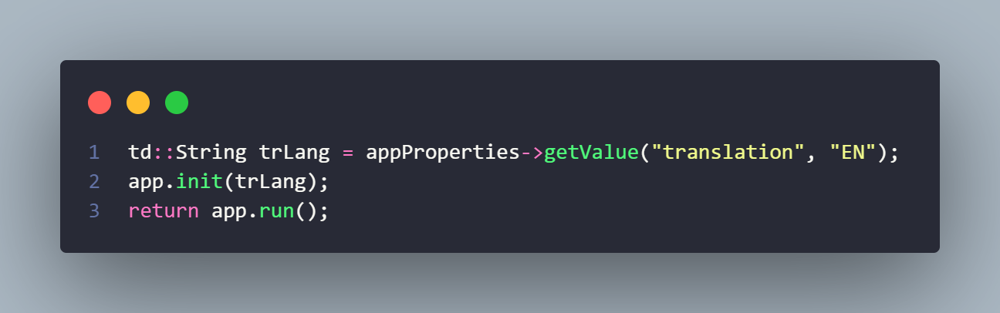 1 td::String trLang = appProperties->getValue("translation", "EN");
2 app.init(trLang);
3 return app.run();